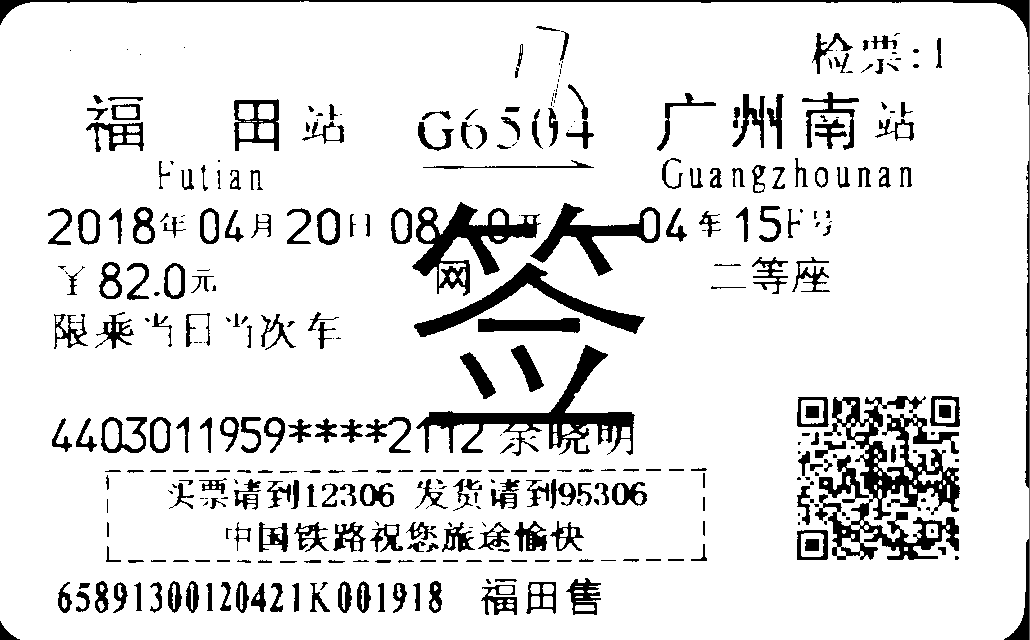 检票:1
福田站 G6504 广州南站
Futian Guangzhounan
2018年04月20日 08 0开 04车15F号
¥82.0元 网 二等座
签
限乘当日当次车
4403011959****2112 余晓明
买票请到12306 发货请到95306
中国铁路祝您旅途愉快
65891300120421K001918 福田售